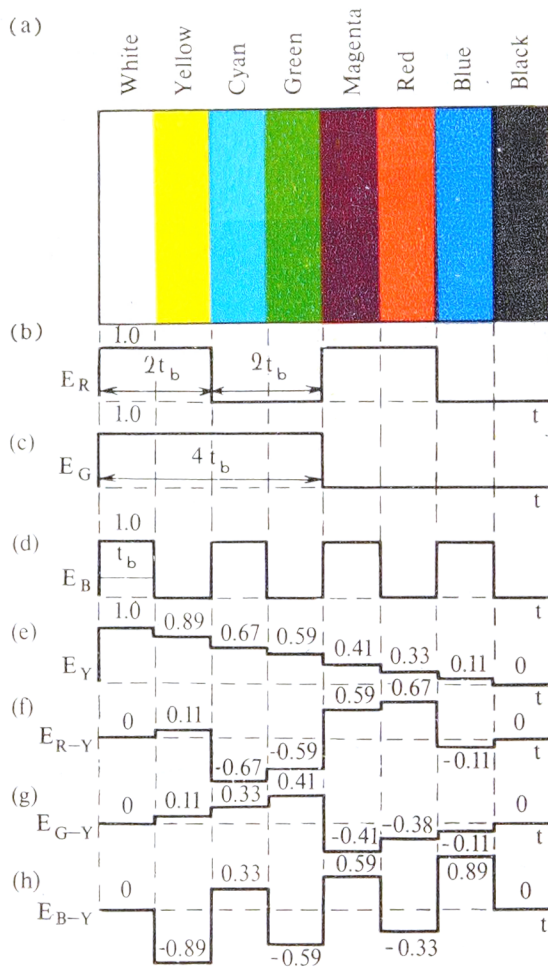 (a)
White Yellow Cyan Green Magenta Red Blue Black
(b)
1.0
2t_b 2t_b
E_R t
1.0
(c)
4t_b
E_G t
1.0
(d)
t_b
E_B t
1.0 0.89 0.67 0.59 0.41 0.33 0.11 0
(e)
E_Y t
(f)
0 0.11 -0.67 -0.59 0.59 0.67 -0.11 0
E_R-Y t
(g)
0 0.11 0.33 0.41 -0.41 -0.38 -0.11 0
E_G-Y t
(h)
0 -0.89 0.33 -0.59 0.59 -0.33 0.89 0
E_B-Y t